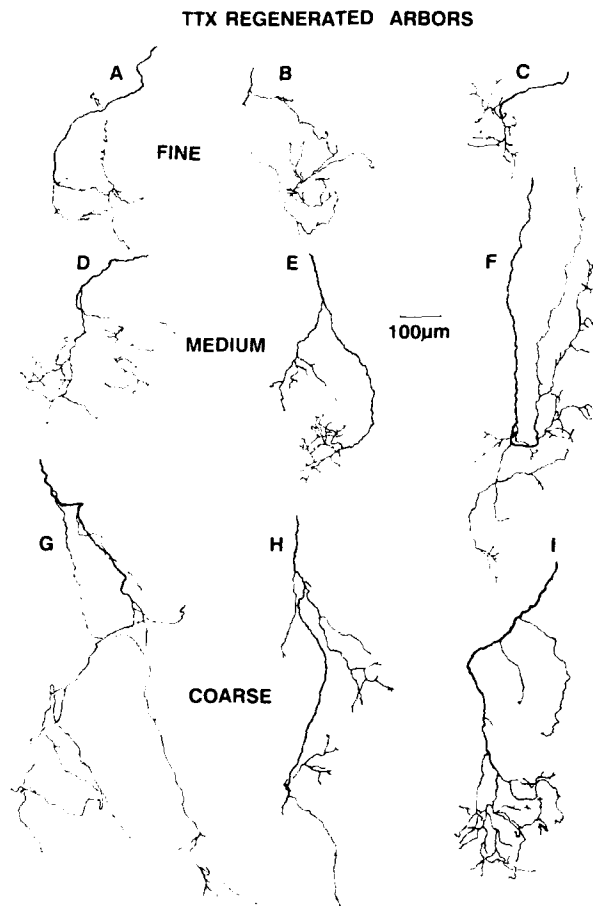 TTX REGENERATED ARBORS
A
B
C
FINE
D
E
F
100µm
MEDIUM
G
H
I
COARSE